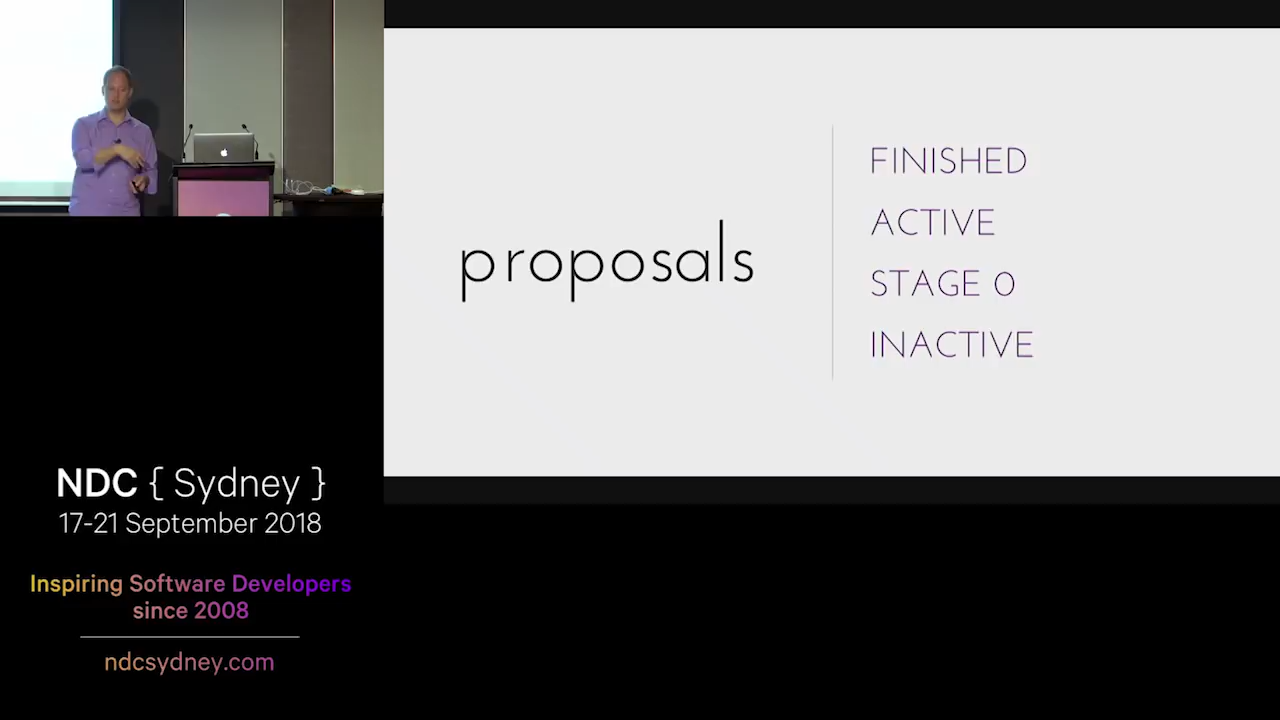 proposals
FINISHED
ACTIVE
STAGE 0
INACTIVE
NDC { Sydney }
17-21 September 2018
Inspiring Software Developers
since 2008
ndcsydney.com